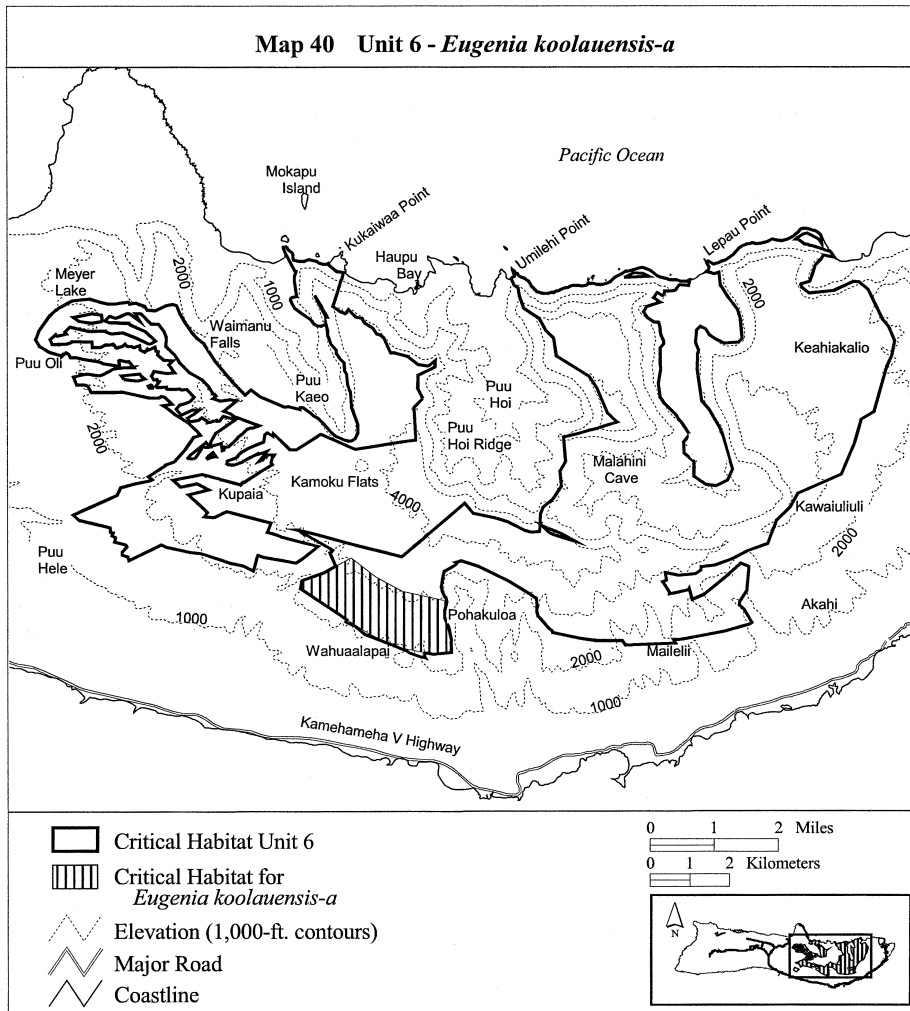 Map 40 Unit 6 - Eugenia koolauensis-a
Pacific Ocean
Mokapu
Island
Kukaiwaa Point
Haupu
Bay
Umilehi Point
Lepau Point
Meyer
Lake
2000
1000
2000
Waimanu
Falls
Keahiakalio
Puu Oli
Puu
Kaeo
Puu
Hoi
Puu
Hoi Ridge
2000
Malahini
Cave
Kupaia
Kamoku Flats
4000
Kawaiuliuli
2000
Puu
Hele
1000
Pohakuloa
Akahi
Wahuaalapai
2000
Mailelii
1000
Kamehameha V Highway
Critical Habitat Unit 6
Critical Habitat for
Eugenia koolauensis-a
Elevation (1,000-ft. contours)
Major Road
Coastline
0 1 2 Miles
0 1 2 Kilometers
N